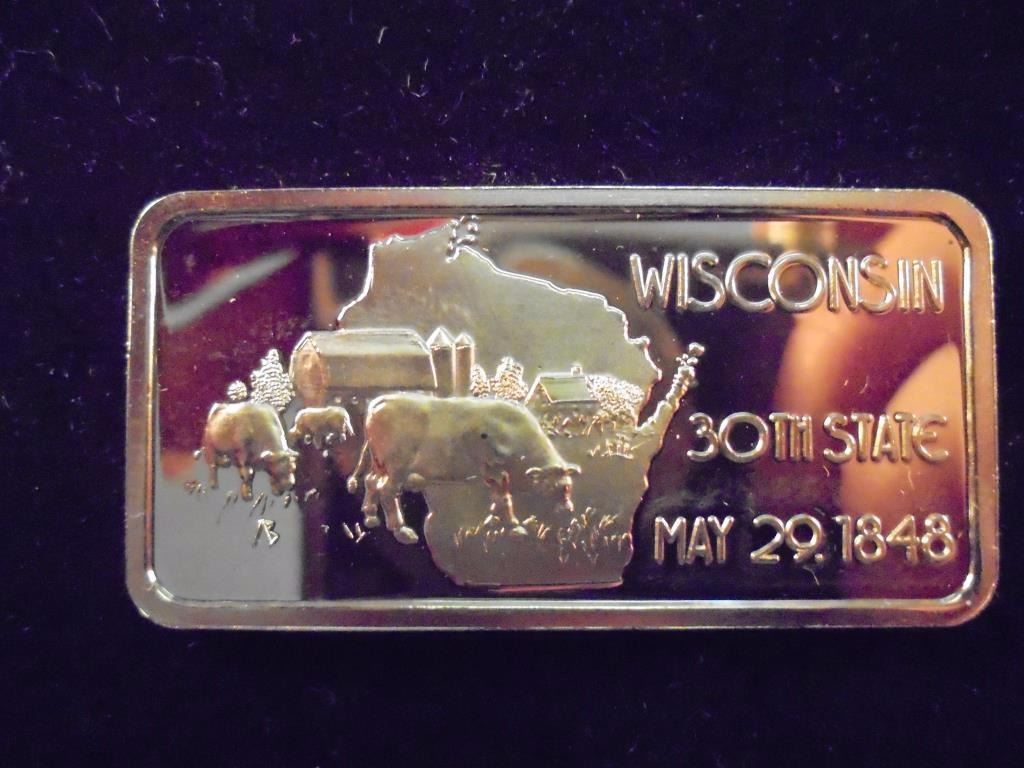 WISCONSIN
30TH STATE
MAY 29, 1848